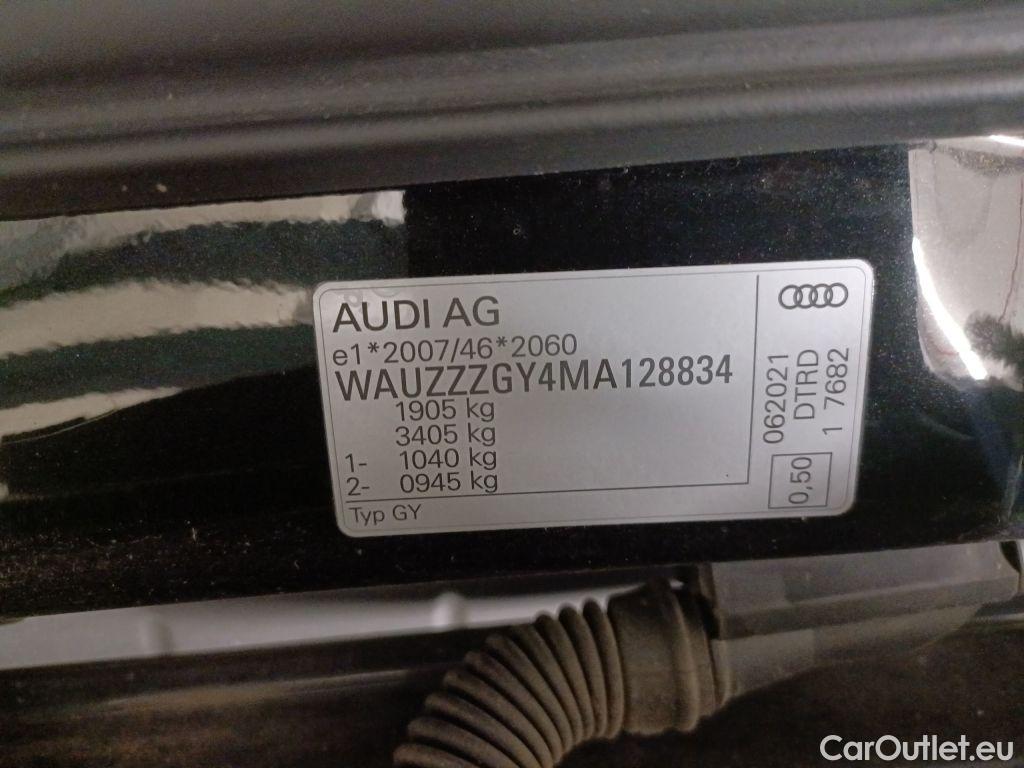 AUDI AG
e1*2007/46*2060
WAUZZZGY4MA128834
1905 kg
3405 kg
1- 1040 kg
2- 0945 kg
Typ GY
062021
DTRD
1 7682
0,50
CarOutlet.eu